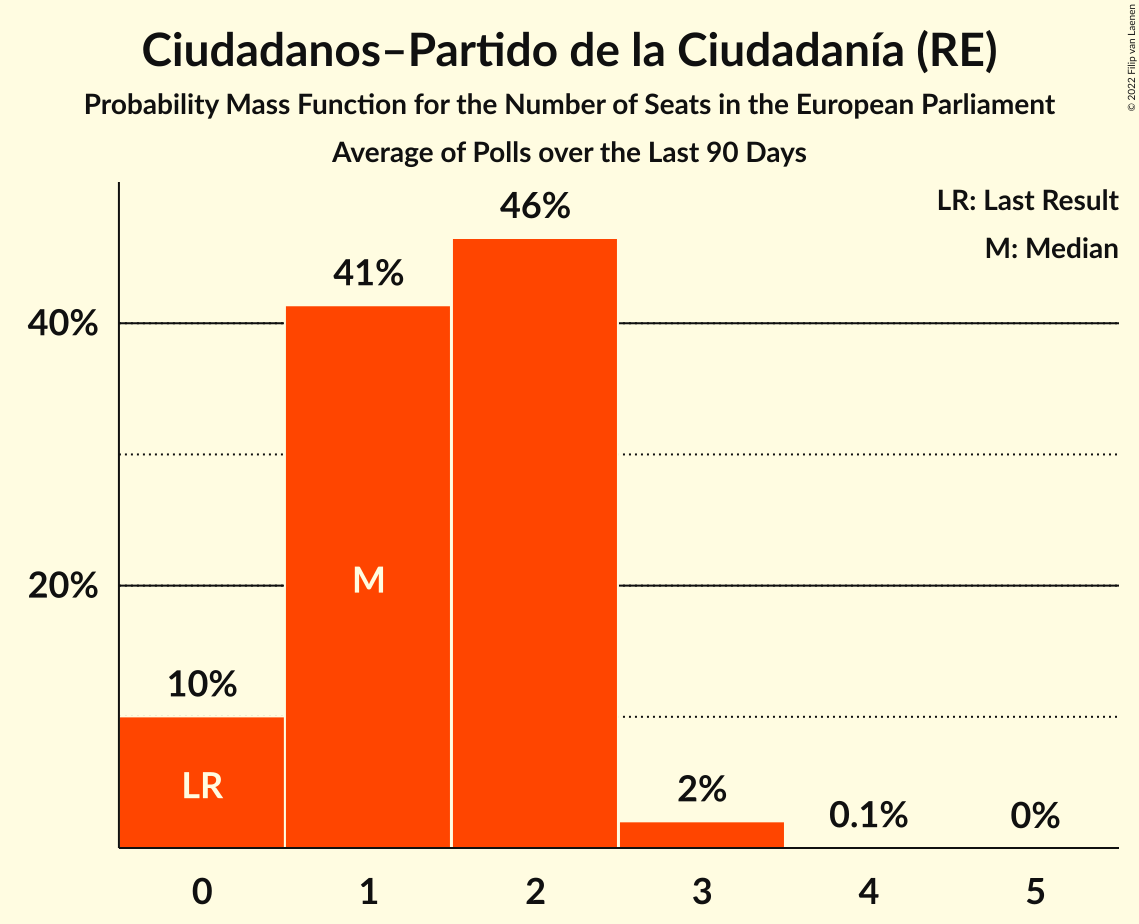 Ciudadanos–Partido de la Ciudadanía (RE)
Probability Mass Function for the Number of Seats in the European Parliament
Average of Polls over the Last 90 Days
© 2022 Filip van Laenen
LR: Last Result
M: Median
46%
41%
40%
M
20%
10%
LR
2%
0.1%
0%
0 1 2 3 4 5